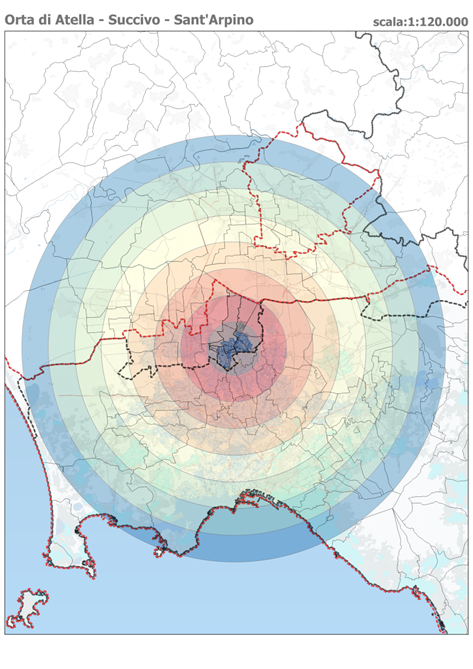 Orta di Atella - Succivo - Sant'Arpino
scala:1:120.000